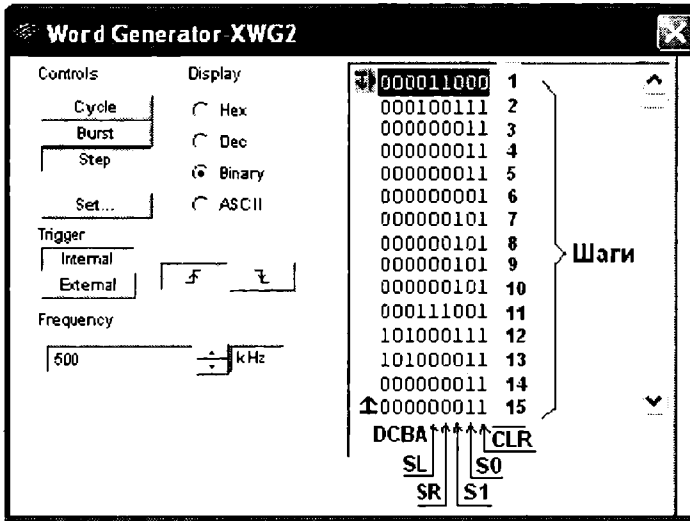 Word Generator-XWG2
Controls
Display
Cycle
Burst
Step
Set...
Hex
Dec
Binary
ASCII
Trigger
Internal
External
Frequency
500
kHz
000011000 1
000100111 2
000000011 3
000000011 4
000000011 5
000000001 6
000000101 7
000000101 8
000000101 9
000000101 10
000111001 11
101000111 12
101000011 13
000000011 14
000000011 15
Шаги
DCBA
CLR
SL
S0
SR
S1